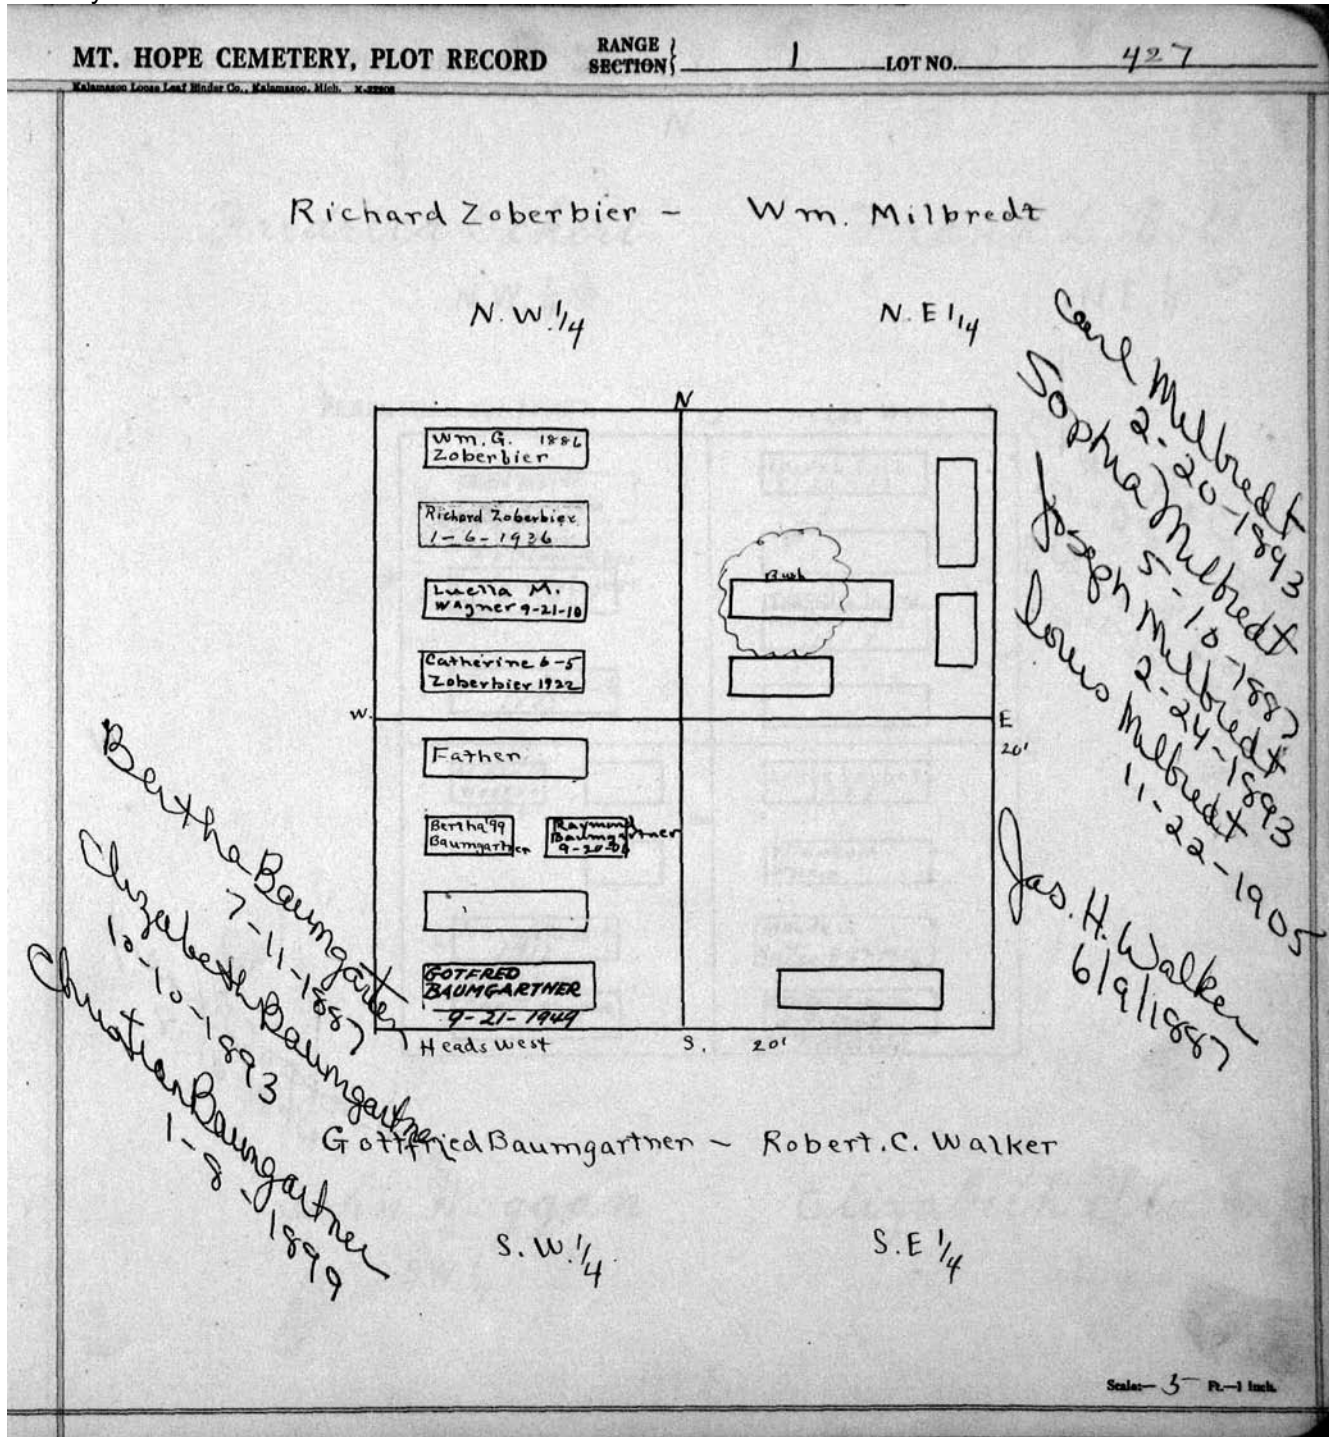 MT. HOPE CEMETERY, PLOT RECORD RANGE SECTION 1 LOT NO. 427
Kalamazoo Loose Leaf Binder Co., Kalamazoo, Mich.
Richard Zoberbier - Wm. Milbredt
N.W. 1/4 N.E 1/4
N
Wm. G. 1886
Zoberbier
Richard Zoberbier
1-6-1936
Luella M.
Wagner 9-21-10
Catherine 6-5
Zoberbier 1922
Bush
Carl Milbredt
2-20-1893
Sophia Milbredt
5-10-1887
Joseph Milbredt
2-24-1893
Louis Milbredt
11-22-1905
W. E
20'
Father
Bertha '99
Baumgartner
Raymond
Baumgartner
9-20-06
GOTFRED
BAUMGARTNER
9-21-1949
Jas. H. Walker
6/9/1887
Bertha Baumgarten
7-11-1887
Elizabeth Baumgartner
10-10-1893
Christian Baumgartner
1-8-1899
Heads West S. 20'
Gottfried Baumgartner - Robert. C. Walker
S.W. 1/4 S.E 1/4
Scale:- 5 Ft.-1 Inch.